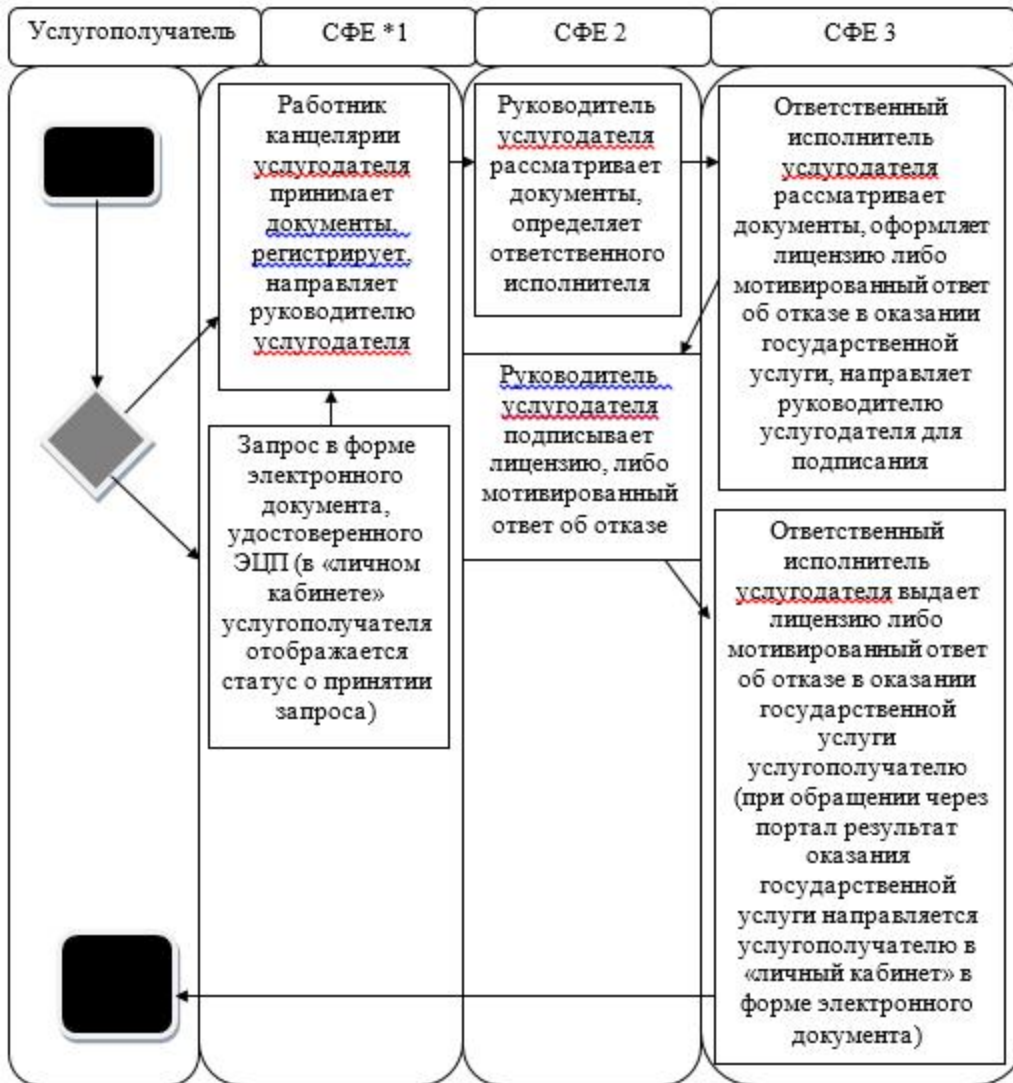 Услугополучатель
СФЕ *1
СФЕ 2
СФЕ 3
Работник
канцелярии
услугодателя
принимает
документы,
регистрирует,
направляет
руководителю
услугодателя
Запрос в форме
электронного
документа,
удостоверенного
ЭЦП (в «личном
кабинете»
услугополучателя
отображается
статус о принятии
запроса)
Руководитель
услугодателя
рассматривает
документы,
определяет
ответственного
исполнителя
Руководитель
услугодателя
подписывает
лицензию, либо
мотивированный
ответ об отказе
Ответственный
исполнитель
услугодателя
рассматривает
документы, оформляет
лицензию либо
мотивированный ответ
об отказе в оказании
государственной
услуги, направляет
руководителю
услугодателя для
подписания
Ответственный
исполнитель
услугодателя выдает
лицензию либо
мотивированный ответ
об отказе в оказании
государственной
услуги
услугополучателю
(при обращении через
портал результат
оказания
государственной
услуги направляется
услугополучателю в
«личный кабинет» в
форме электронного
документа)